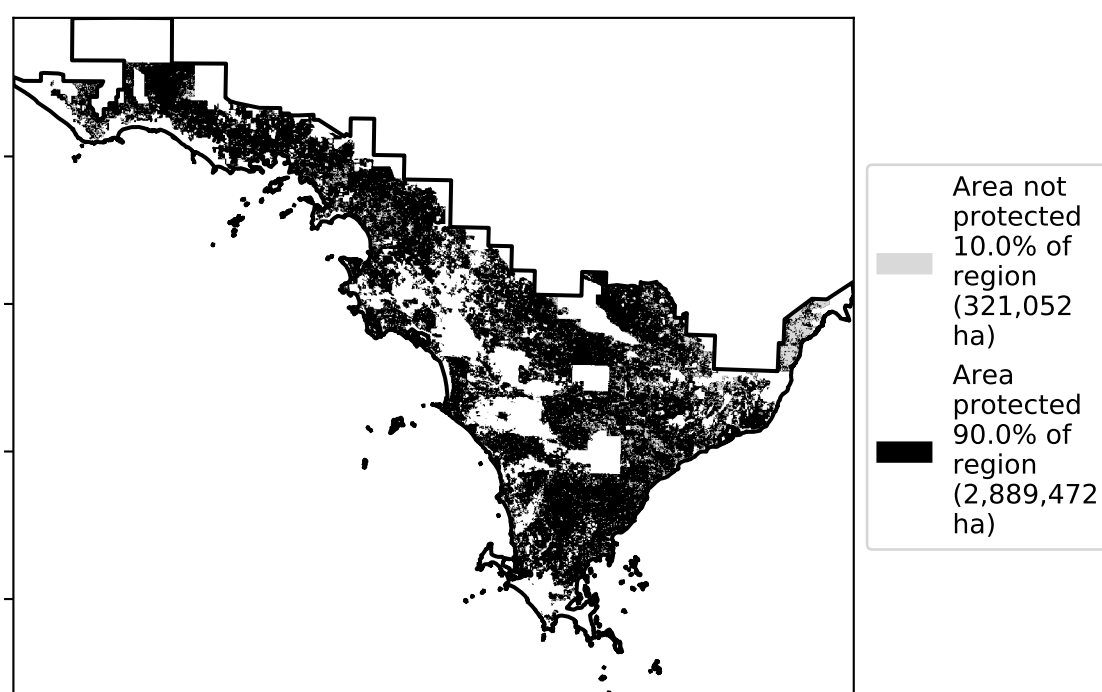 Area not
protected
10.0% of
region
(321,052
ha)
Area
protected
90.0% of
region
(2,889,472
ha)